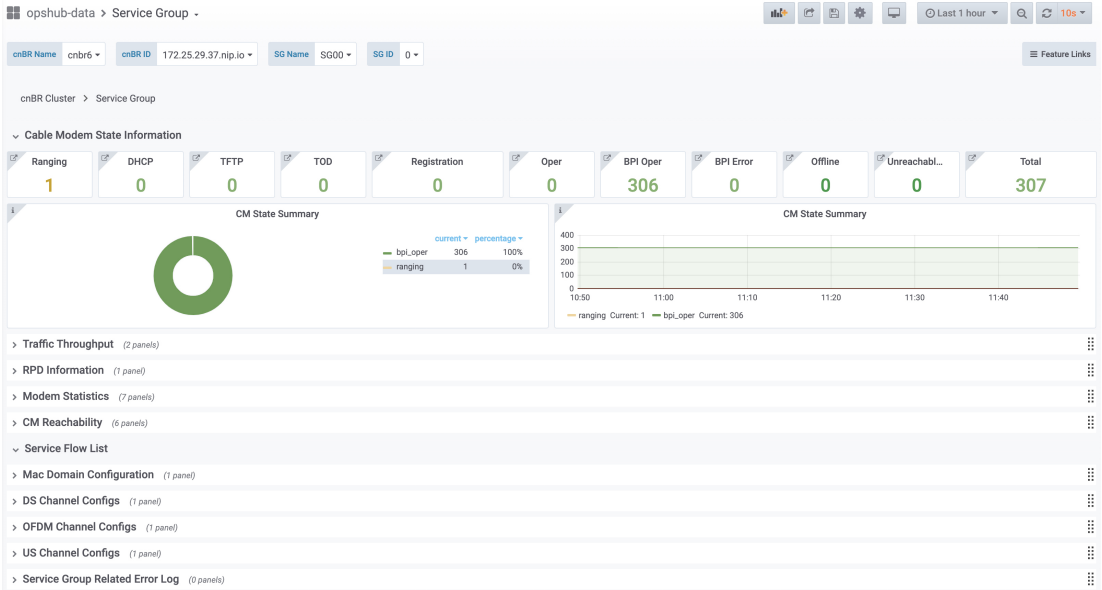 opshub-data > Service Group
Last 1 hour 10s
cnBR Name cnbr6 cnBR ID 172.25.29.37.nip.io SG Name SG00 SG ID 0 Feature Links
cnBR Cluster > Service Group
Cable Modem State Information
Ranging DHCP TFTP TOD Registration Oper BPI Oper BPI Error Offline Unreachabl... Total
1 0 0 0 0 0 306 0 0 0 307
CM State Summary
current percentage
bpi_oper 306 100%
ranging 1 0%
CM State Summary
400
300
200
100
0
10:50 11:00 11:10 11:20 11:30 11:40
ranging Current: 1 bpi_oper Current: 306
Traffic Throughput (2 panels)
RPD Information (1 panel)
Modem Statistics (7 panels)
CM Reachability (6 panels)
Service Flow List
Mac Domain Configuration (1 panel)
DS Channel Configs (1 panel)
OFDM Channel Configs (1 panel)
US Channel Configs (1 panel)
Service Group Related Error Log (0 panels)